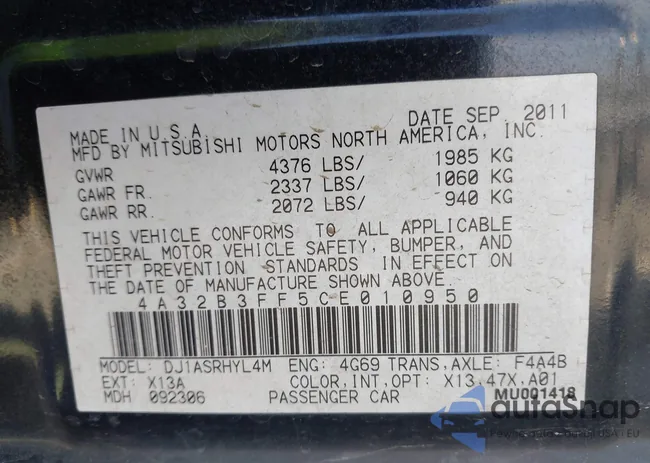 DATE SEP. 2011
MADE IN U.S.A.
MFD BY MITSUBISHI MOTORS NORTH AMERICA, INC.
GVWR 4376 LBS/ 1985 KG
GAWR FR. 2337 LBS/ 1060 KG
GAWR RR. 2072 LBS/ 940 KG
THIS VEHICLE CONFORMS TO ALL APPLICABLE
FEDERAL MOTOR VEHICLE SAFETY, BUMPER, AND
THEFT PREVENTION STANDARDS IN EFFECT ON
THE DATE OF MANUFACTURE SHOWN ABOVE.
4A32B3FF5CE010950
MODEL: DJ1ASRHYL4M ENG: 4G69 TRANS,AXLE: F4A4B
EXT: X13A COLOR,INT,OPT: X13,47X,A01
MDH 092306 PASSENGER CAR MU001418
autoSnap